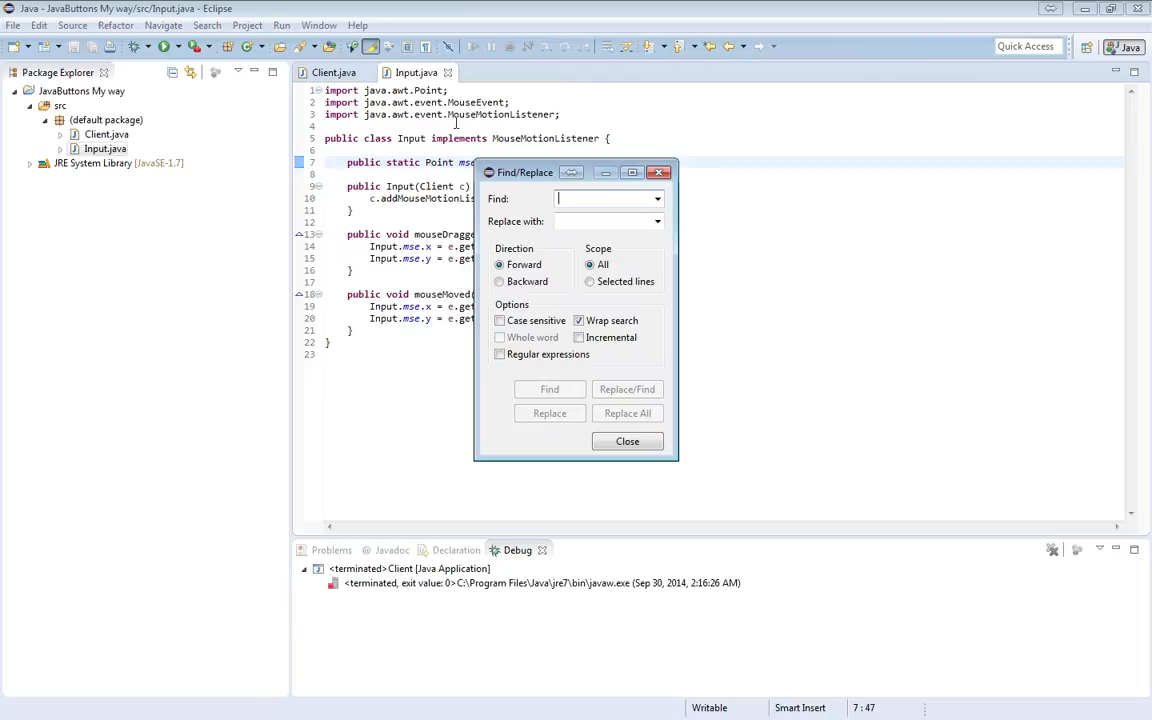 Java - JavaButtons My way/src/Input.java - Eclipse
File Edit Source Refactor Navigate Search Project Run Window Help
Quick Access
Java
Package Explorer
JavaButtons My way
src
(default package)
Client.java
Input.java
JRE System Library [JavaSE-1.7]
Client.java Input.java
1 import java.awt.Point;
2 import java.awt.event.MouseEvent;
3 import java.awt.event.MouseMotionListener;
4
5 public class Input implements MouseMotionListener {
6
7 public static Point mse
8
9 public Input(Client c)
10 c.addMouseMotionLis
11 }
12
13 public void mouseDragge
14 Input.mse.x = e.get
15 Input.mse.y = e.get
16 }
17
18 public void mouseMoved(
19 Input.mse.x = e.get
20 Input.mse.y = e.get
21 }
22 }
23
Find/Replace
Find:
Replace with:
Direction Scope
Forward All
Backward Selected lines
Options
Case sensitive Wrap search
Whole word Incremental
Regular expressions
Find Replace/Find
Replace Replace All
Close
Problems @ Javadoc Declaration Debug
<terminated>Client [Java Application]
<terminated, exit value: 0>C:\Program Files\Java\jre7\bin\javaw.exe (Sep 30, 2014, 2:16:26 AM)
Writable Smart Insert 7 : 47